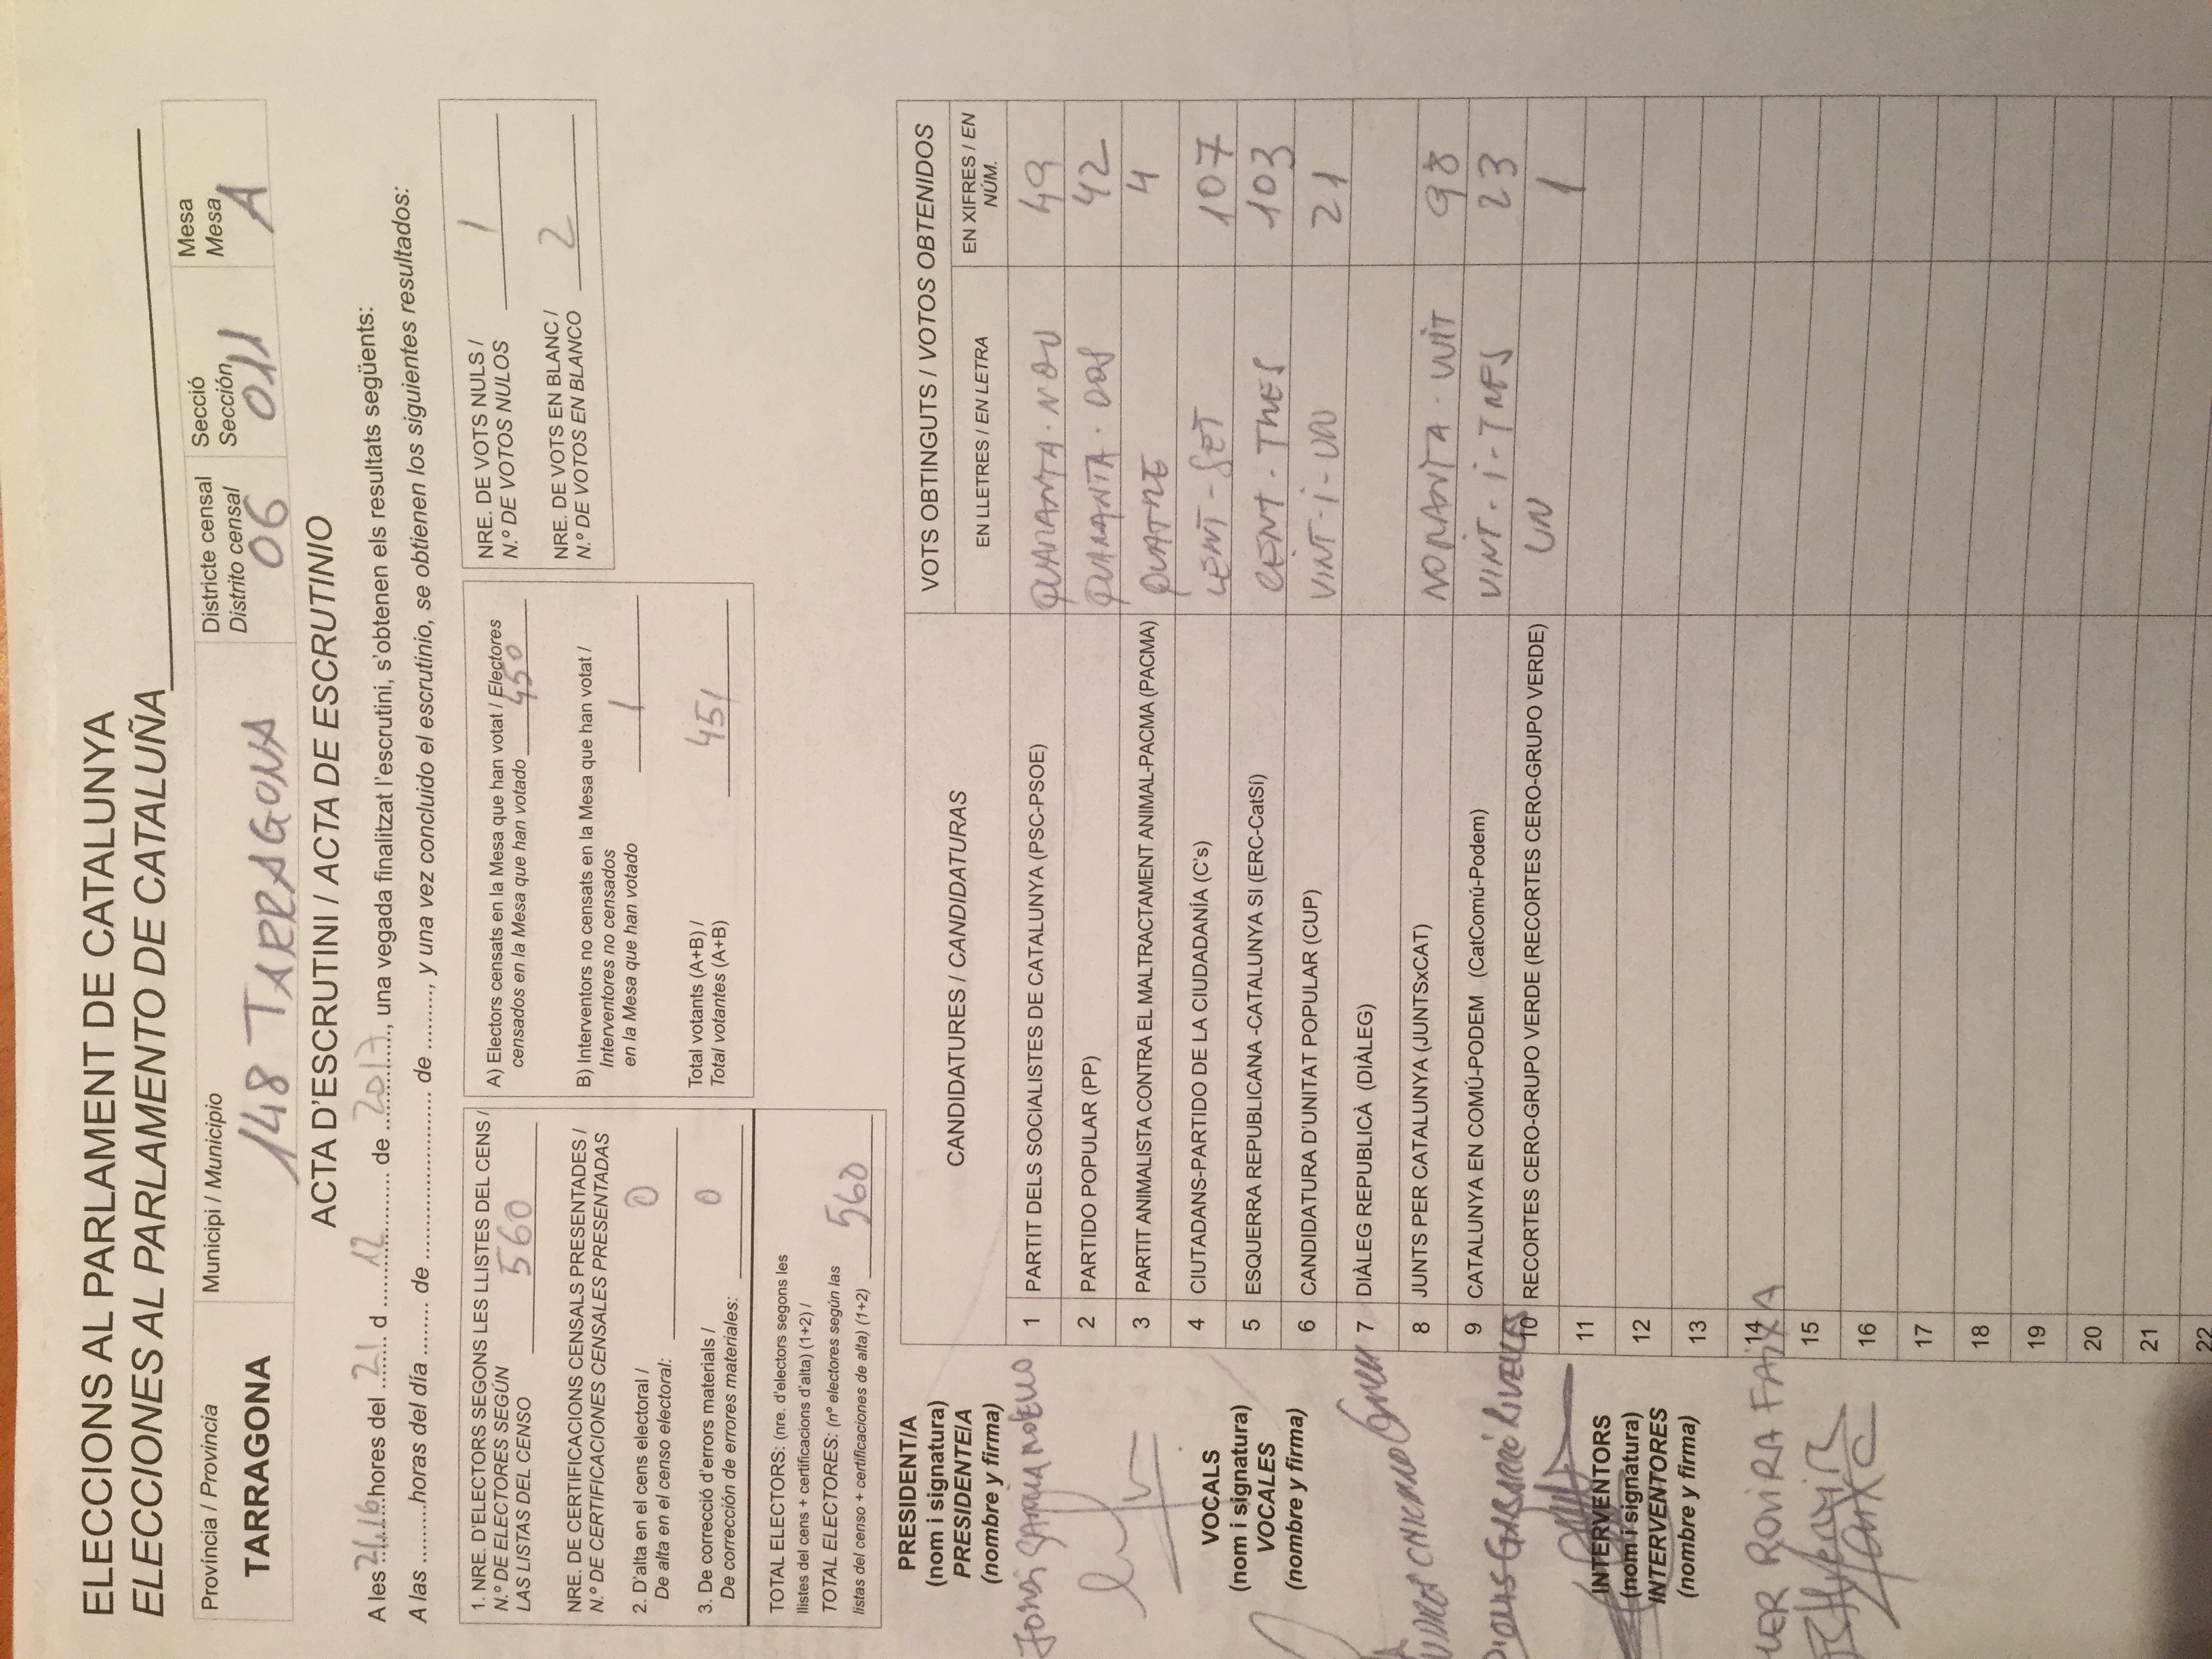 ELECCIONS AL PARLAMENT DE CATALUNYA
ELECCIONES AL PARLAMENTO DE CATALUÑA
Província / Provincia
TARRAGONA
Municipi / Municipio
148 TARRAGONA
Districte censal
Distrito censal
06
Secció
Sección
011
Mesa
Mesa
A
ACTA D'ESCRUTINI / ACTA DE ESCRUTINIO
A les 21,16 hores del 21 d 12 de 2017, una vegada finalitzat l'escrutini, s'obtenen els resultats següents:
A las .........horas del día ........ de ........................ de ........., y una vez concluido el escrutinio, se obtienen los siguientes resultados:
1. NRE. D'ELECTORS SEGONS LES LLISTES DEL CENS /
N.º DE ELECTORES SEGÚN
LAS LISTAS DEL CENSO 560
NRE. DE CERTIFICACIONS CENSALS PRESENTADES /
N.º DE CERTIFICACIONES CENSALES PRESENTADAS
2. D'alta en el cens electoral /
De alta en el censo electoral: 0
3. De correcció d'errors materials /
De corrección de errores materiales: 0
TOTAL ELECTORS: (nre. d'electors segons les
llistes del cens + certificacions d'alta) (1+2) /
TOTAL ELECTORES: (nº electores según las
listas del censo + certificaciones de alta) (1+2) 560
A) Electors censats en la Mesa que han votat / Electores
censados en la Mesa que han votado 450
B) Interventors no censats en la Mesa que han votat /
Interventores no censados
en la Mesa que han votado 1
Total votants (A+B) /
Total votantes (A+B) 451
NRE. DE VOTS NULS /
N.º DE VOTOS NULOS 1
NRE. DE VOTS EN BLANC /
N.º DE VOTOS EN BLANCO 2
PRESIDENT/A
(nom i signatura)
PRESIDENTE/A
(nombre y firma)
VOCALS
(nom i signatura)
VOCALES
(nombre y firma)
GABARRÓ
INTERVENTORS
(nom i signatura)
INTERVENTORES
(nombre y firma)
ROVIRA FAIXA
CANDIDATURES / CANDIDATURAS
VOTS OBTINGUTS / VOTOS OBTENIDOS
EN LLETRES / EN LETRA
EN XIFRES / EN
NÚM.
1 PARTIT DELS SOCIALISTES DE CATALUNYA (PSC-PSOE) QUARANTA-NOU 49
2 PARTIDO POPULAR (PP) QUARANTA-DOS 42
3 PARTIT ANIMALISTA CONTRA EL MALTRACTAMENT ANIMAL-PACMA (PACMA) QUATRE 4
4 CIUTADANS-PARTIDO DE LA CIUDADANÍA (C's) CENT-SET 107
5 ESQUERRA REPUBLICANA -CATALUNYA SI (ERC-CatSí) CENT-TRES 103
6 CANDIDATURA D'UNITAT POPULAR (CUP) VINT-i-UN 21
7 DIÀLEG REPUBLICÀ (DIÀLEG)
8 JUNTS PER CATALUNYA (JUNTSxCAT) NORANTA-VUIT 98
9 CATALUNYA EN COMÚ-PODEM (CatComú-Podem) VINT-i-TRES 23
10 RECORTES CERO-GRUPO VERDE (RECORTES CERO-GRUPO VERDE) UN 1
11
12
13
14
15
16
17
18
19
20
21
22